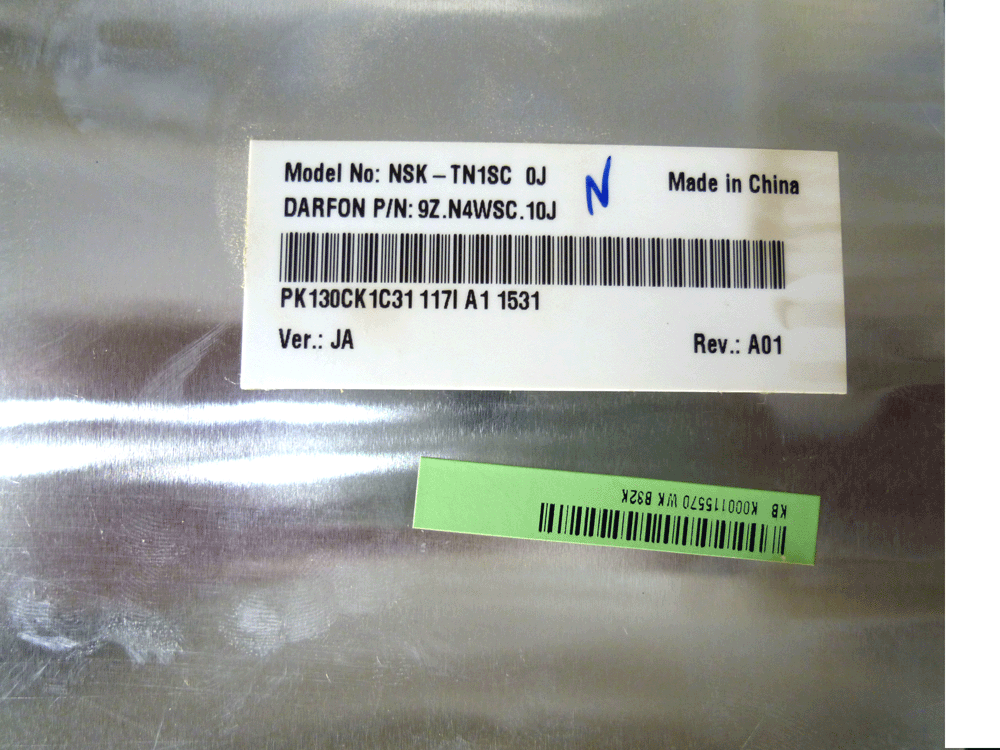 Model No: NSK – TN1SC 0J
N
Made in China
DARFON P/N: 9Z.N4WSC.10J
PK130CK1C31 117I A1 1531
Ver.: JA
Rev.: A01
KB K000115570 WK B92K